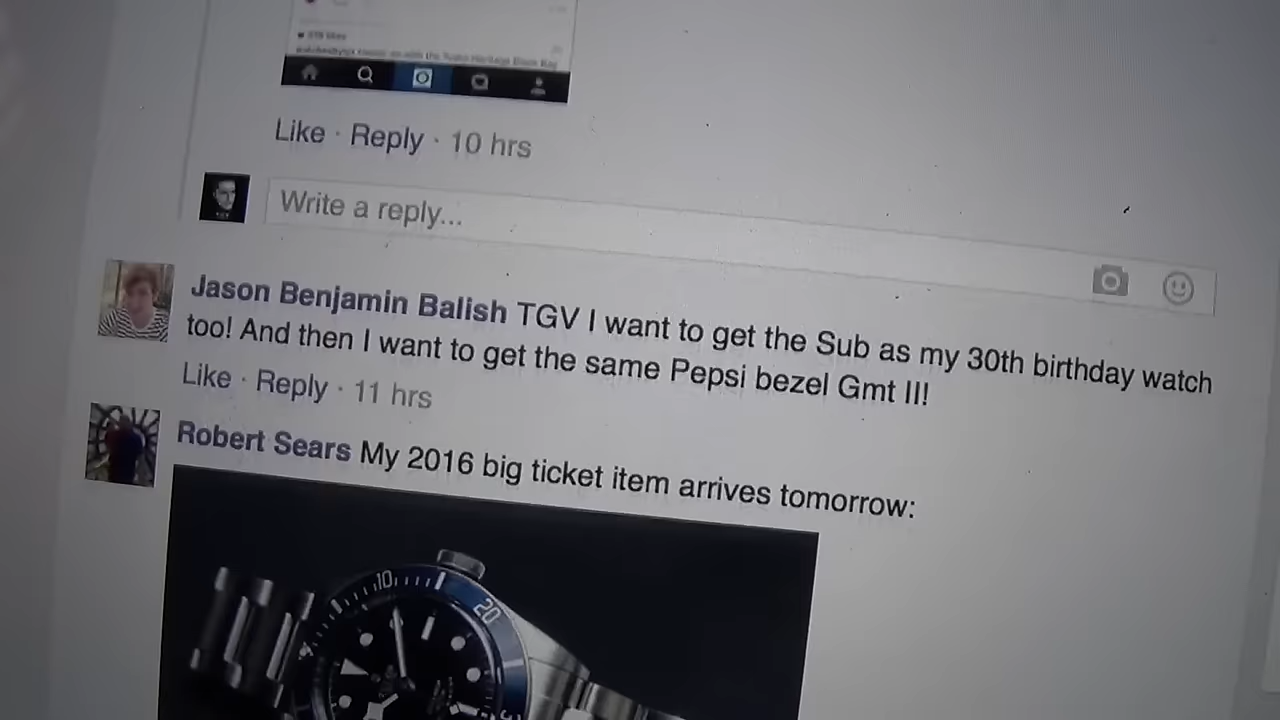 Like · Reply · 10 hrs
Write a reply...
Jason Benjamin Balish TGV I want to get the Sub as my 30th birthday watch
too! And then I want to get the same Pepsi bezel Gmt II!!
Like · Reply · 11 hrs
Robert Sears My 2016 big ticket item arrives tomorrow:
10
20